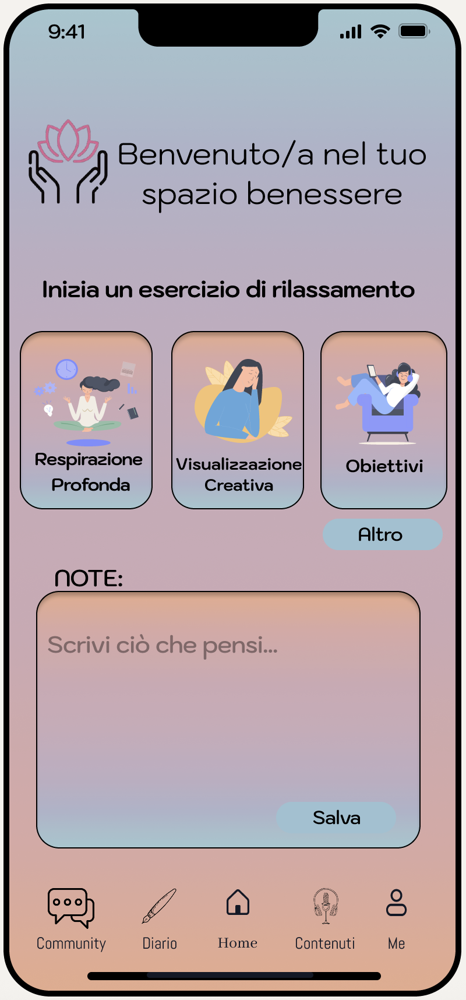 9:41
Benvenuto/a nel tuo
spazio benessere
Inizia un esercizio di rilassamento
Respirazione
Profonda
Visualizzazione
Creativa
Obiettivi
Altro
NOTE:
Scrivi ciò che pensi...
Salva
Community
Diario
Home
Contenuti
Me